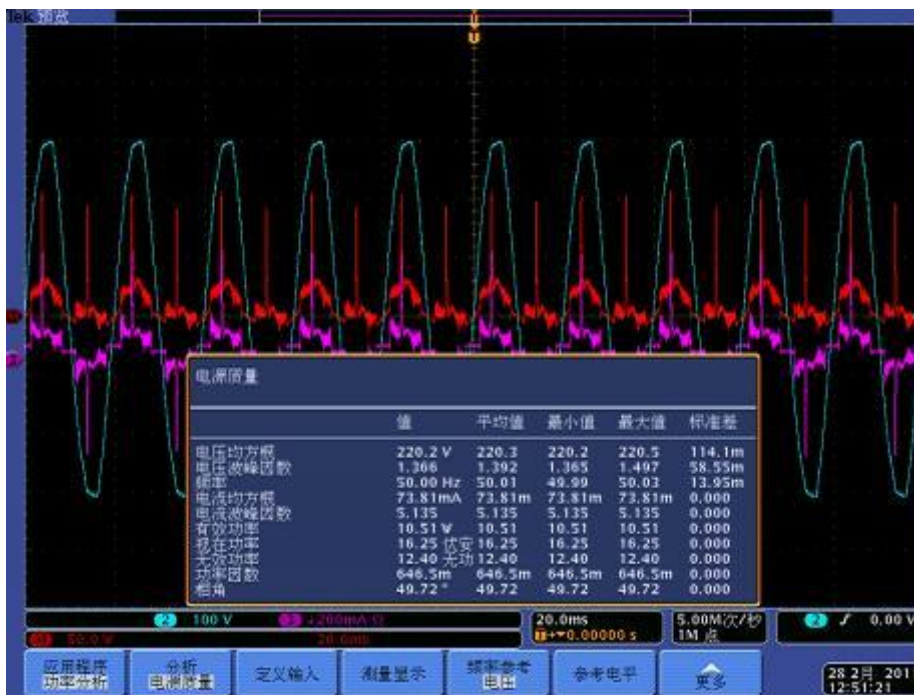 Tek 预览
电源质量
值 平均值 最小值 最大值 标准差
电压均方根 220.2 V 220.3 220.2 220.5 114.1m
电压波峰因数 1.366 1.392 1.365 1.497 58.55m
频率 50.00 Hz 50.01 49.99 50.03 13.95m
电流均方根 73.81mA 73.81m 73.81m 73.81m 0.000
电流波峰因数 5.135 5.135 5.135 5.135 0.000
有效功率 10.51 W 10.51 10.51 10.51 0.000
视在功率 16.25 伏安 16.25 16.25 16.25 0.000
无效功率 12.40 无功 12.40 12.40 12.40 0.000
功率因数 646.5m 646.5m 646.5m 646.5m 0.000
相角 49.72 ° 49.72 49.72 49.72 0.000
2 100 V 200mA Ω 20.0ms 5.00M次/秒 2 0.00 V
50.0 W 20.0ms 0.00000 s 1M 点
应用程序 分析 定义输入 测量显示 频率参考 参考电平 更多
功率分析 电源质量 电压 28 2月 201
12:51:21